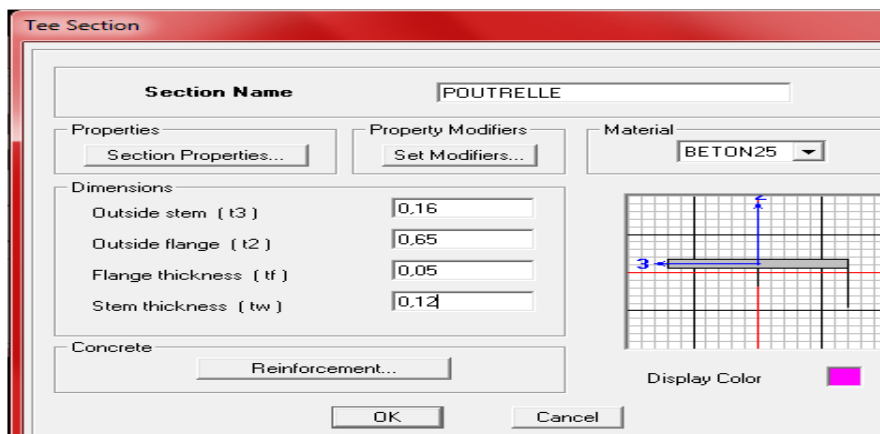 Tee Section
Section Name POUTRELLE
Properties Property Modifiers Material
Section Properties... Set Modifiers... BETON25
Dimensions
Outside stem ( t3 ) 0,16
Outside flange ( t2 ) 0,65
Flange thickness ( tf ) 0,05
Stem thickness ( tw ) 0,12
2
3
Concrete
Reinforcement...
Display Color
OK Cancel